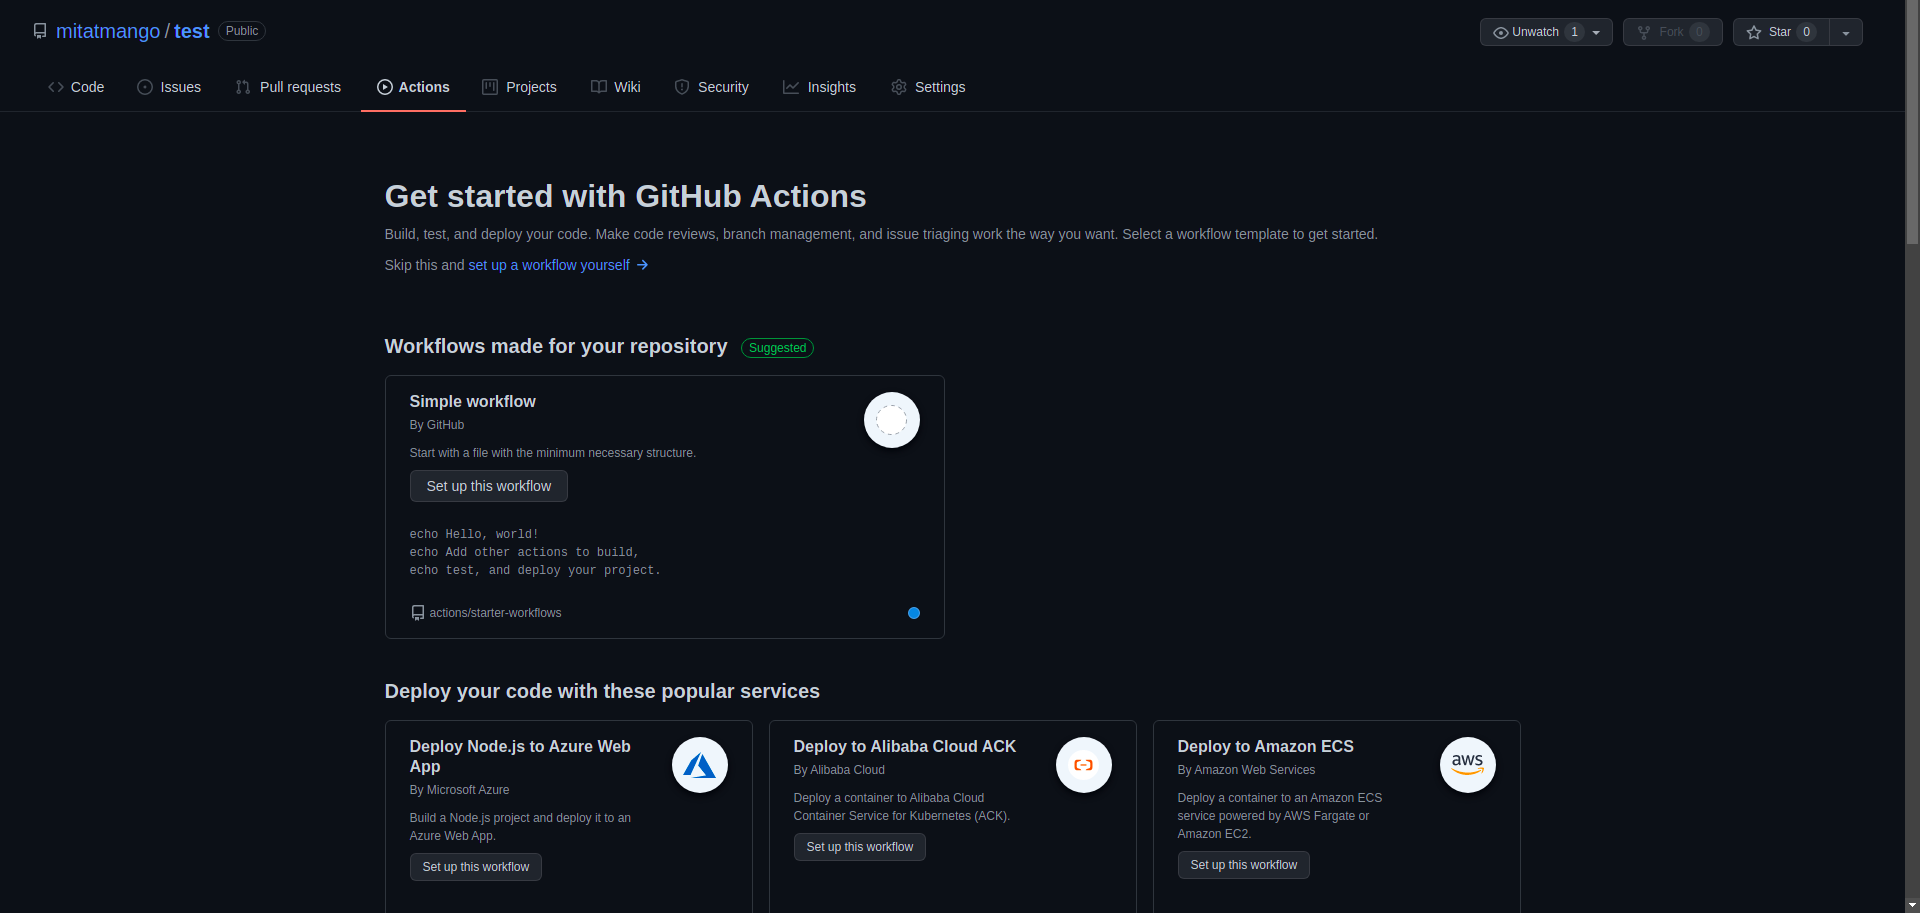 mitatmango / test Public
Unwatch 1 Fork 0 Star 0
Code Issues Pull requests Actions Projects Wiki Security Insights Settings
Get started with GitHub Actions
Build, test, and deploy your code. Make code reviews, branch management, and issue triaging work the way you want. Select a workflow template to get started.
Skip this and set up a workflow yourself →
Workflows made for your repository Suggested
Simple workflow
By GitHub
Start with a file with the minimum necessary structure.
Set up this workflow
echo Hello, world!
echo Add other actions to build,
echo test, and deploy your project.
actions/starter-workflows
Deploy your code with these popular services
Deploy Node.js to Azure Web
App
By Microsoft Azure
Build a Node.js project and deploy it to an
Azure Web App.
Set up this workflow
Deploy to Alibaba Cloud ACK
By Alibaba Cloud
Deploy a container to Alibaba Cloud
Container Service for Kubernetes (ACK).
Set up this workflow
Deploy to Amazon ECS
By Amazon Web Services
aws
Deploy a container to an Amazon ECS
service powered by AWS Fargate or
Amazon EC2.
Set up this workflow